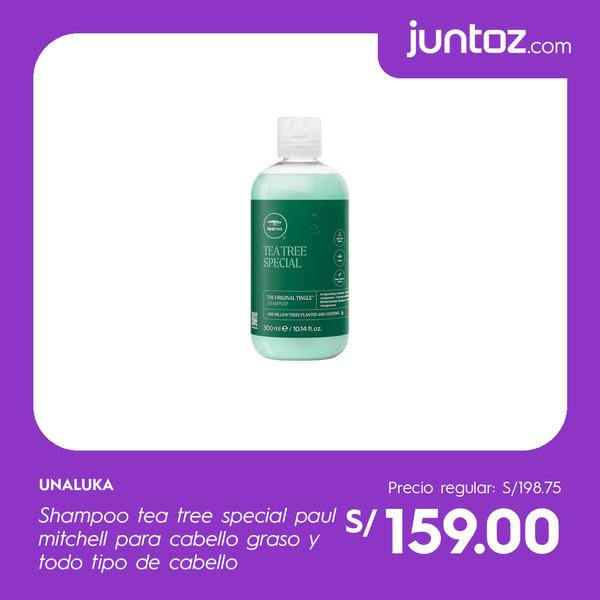 juntoz.com
teatree
TEA TREE
SPECIAL
THE ORIGINAL TINGLE™
SHAMPOO
ONE MILLION TREES PLANTED AND COUNTING
300 ml ℮ / 10.14 fl. oz.
UNALUKA
Shampoo tea tree special paul
mitchell para cabello graso y
todo tipo de cabello
Precio regular: S/198.75
S/159.00